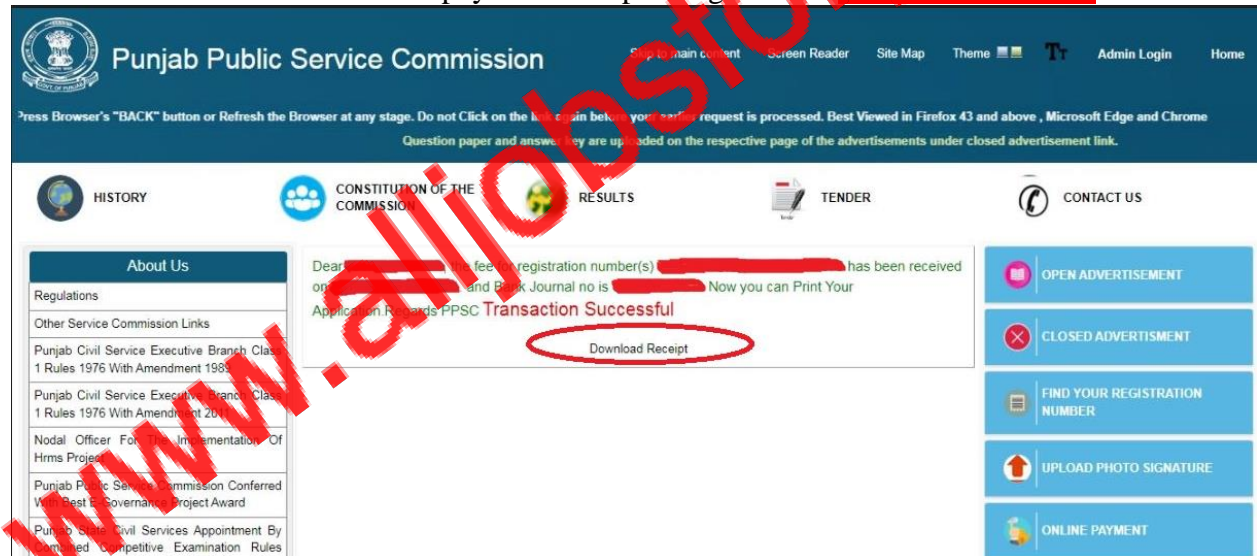 Punjab Public Service Commission
Skip to main content Screen Reader Site Map Theme TT Admin Login Home
Press Browser's "BACK" button or Refresh the Browser at any stage. Do not Click on the link again before your earlier request is processed. Best Viewed in Firefox 43 and above , Microsoft Edge and Chrome
Question paper and answer key are uploaded on the respective page of the advertisements under closed advertisement link.
HISTORY
CONSTITUTION OF THE
COMMISSION
RESULTS
TENDER
CONTACT US
About Us
Regulations
Other Service Commission Links
Punjab Civil Service Executive Branch Class
1 Rules 1976 With Amendment 1989
Punjab Civil Service Executive Branch Class
1 Rules 1976 With Amendment 2011
Nodal Officer For The Implementation Of
Hrms Project
Punjab Public Service Commission Conferred
With Best E-Governance Project Award
Punjab State Civil Services Appointment By
Combined Competitive Examination Rules
Dear the fee for registration number(s) has been received
on and Bank Journal no is Now you can Print Your
Application.Regards PPSC Transaction Successful
Download Receipt
OPEN ADVERTISEMENT
CLOSED ADVERTISMENT
FIND YOUR REGISTRATION
NUMBER
UPLOAD PHOTO SIGNATURE
ONLINE PAYMENT